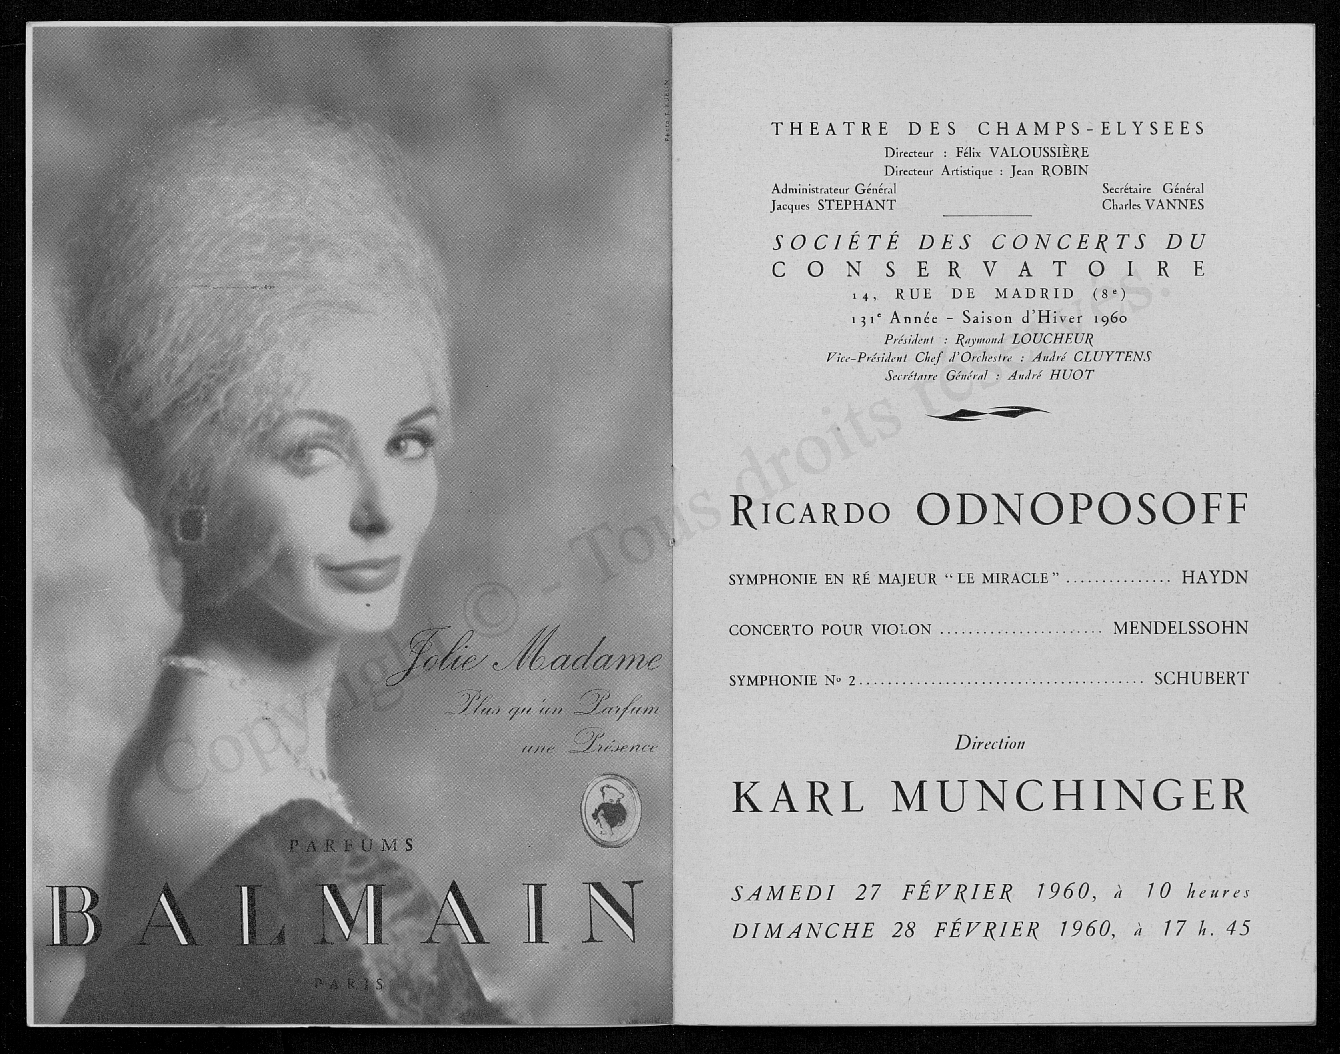 Jolie Madame
Plus qu'un Parfum
une Présence
PARFUMS
BALMAIN
PARIS
THEATRE DES CHAMPS-ELYSEES
Directeur : Félix VALOUSSIÈRE
Directeur Artistique : Jean ROBIN
Administrateur Général Secrétaire Général
Jacques STEPHANT Charles VANNES
SOCIÉTÉ DES CONCERTS DU
CONSERVATOIRE
14, RUE DE MADRID (8e)
131e Année - Saison d'Hiver 1960
Président : Raymond LOUCHEUR
Vice-Président Chef d'Orchestre : André CLUYTENS
Secrétaire Général : André HUOT
RICARDO ODNOPOSOFF
SYMPHONIE EN RÉ MAJEUR "LE MIRACLE" ............... HAYDN
CONCERTO POUR VIOLON ....................... MENDELSSOHN
SYMPHONIE No 2........................................ SCHUBERT
Direction
KARL MUNCHINGER
SAMEDI 27 FÉVRIER 1960, à 10 heures
DIMANCHE 28 FÉVRIER 1960, à 17 h. 45
Copyright © - Tous droits reservés.